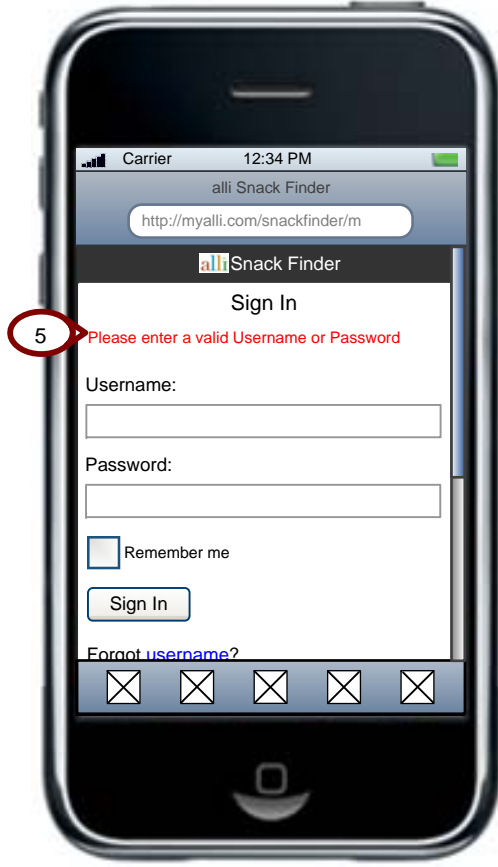 Carrier 12:34 PM
alli Snack Finder
http://myalli.com/snackfinder/m
alli Snack Finder
Sign In
5
Please enter a valid Username or Password
Username:
Password:
Remember me
Sign In
Forgot username?